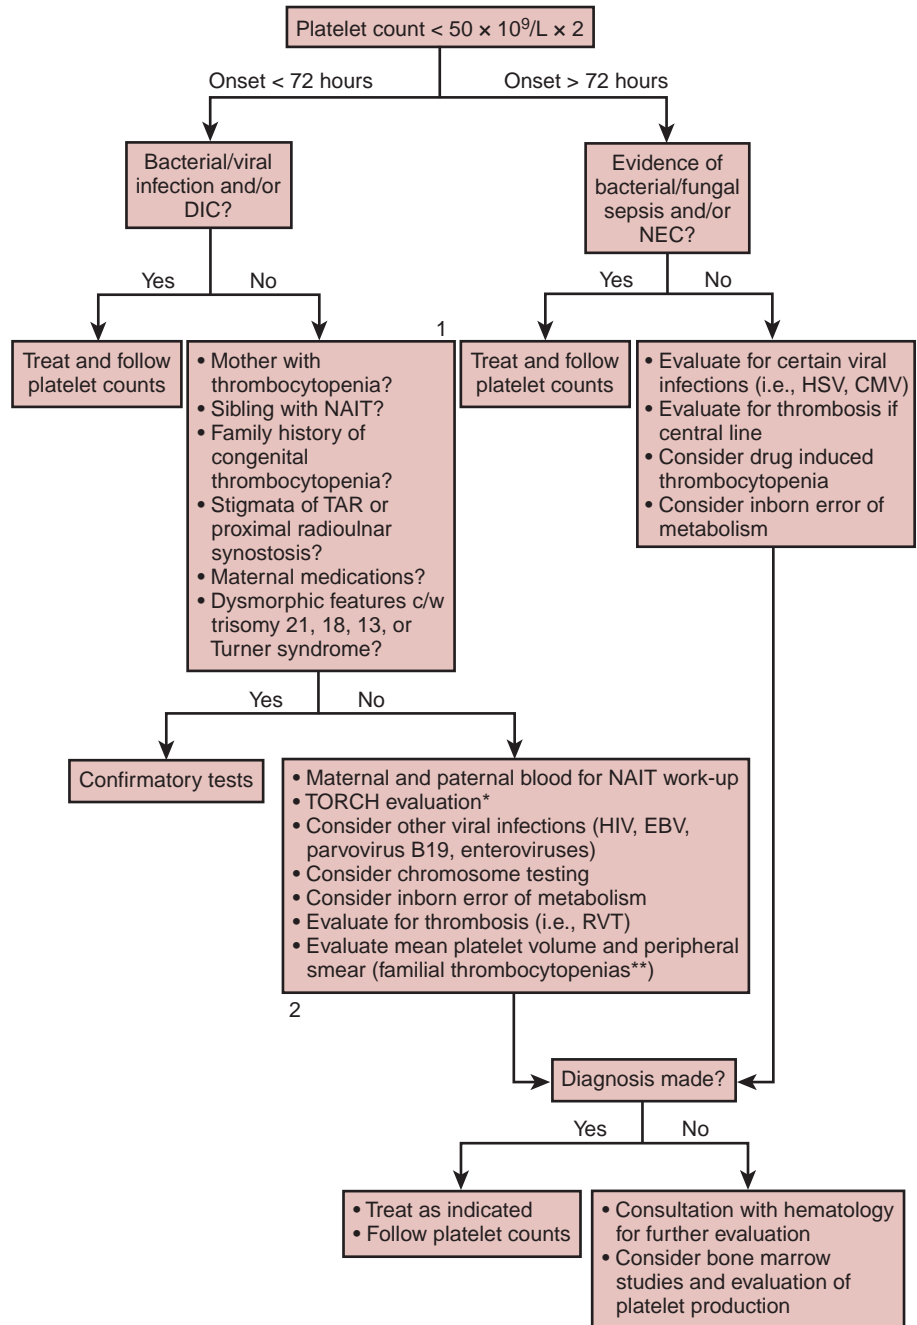 Platelet count < 50 × 10⁹/L × 2
Onset < 72 hours
Onset > 72 hours
Bacterial/viral
infection and/or
DIC?
Evidence of
bacterial/fungal
sepsis and/or
NEC?
Yes
No
Yes
No
1
Treat and follow
platelet counts
• Mother with
thrombocytopenia?
• Sibling with NAIT?
• Family history of
congenital
thrombocytopenia?
• Stigmata of TAR or
proximal radioulnar
synostosis?
• Maternal medications?
• Dysmorphic features c/w
trisomy 21, 18, 13, or
Turner syndrome?
Treat and follow
platelet counts
• Evaluate for certain viral
infections (i.e., HSV, CMV)
• Evaluate for thrombosis if
central line
• Consider drug induced
thrombocytopenia
• Consider inborn error of
metabolism
Yes
No
Confirmatory tests
• Maternal and paternal blood for NAIT work-up
• TORCH evaluation*
• Consider other viral infections (HIV, EBV,
parvovirus B19, enteroviruses)
• Consider chromosome testing
• Consider inborn error of metabolism
• Evaluate for thrombosis (i.e., RVT)
• Evaluate mean platelet volume and peripheral
smear (familial thrombocytopenias**)
2
Diagnosis made?
Yes
No
• Treat as indicated
• Follow platelet counts
• Consultation with hematology
for further evaluation
• Consider bone marrow
studies and evaluation of
platelet production